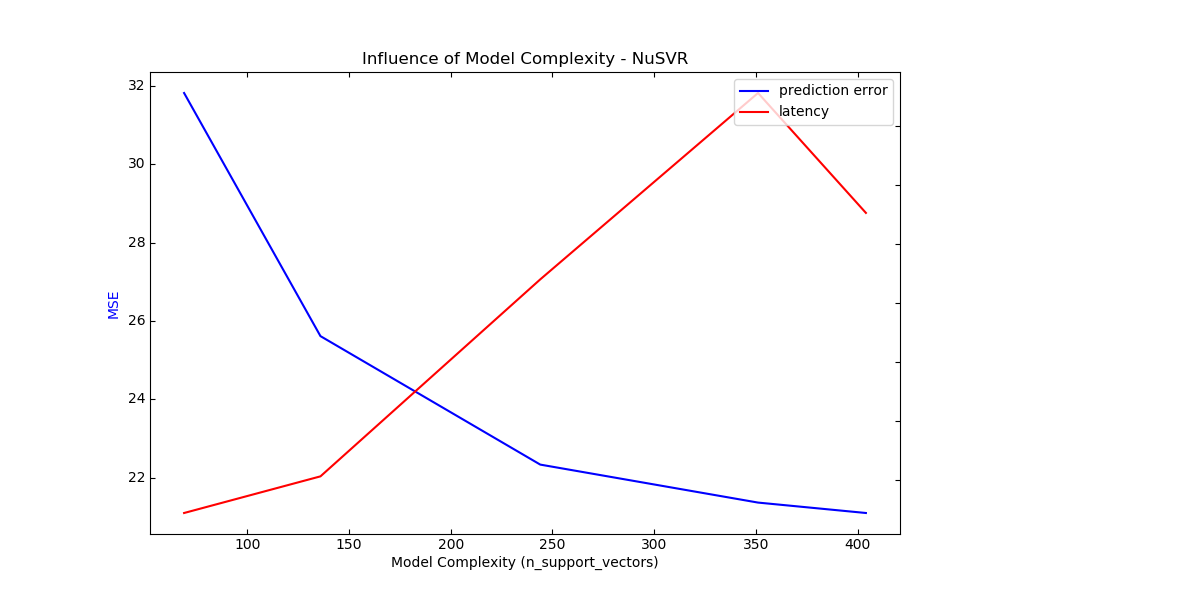 Influence of Model Complexity - NuSVR
prediction error
latency
32
30
28
26
24
22
MSE
100 150 200 250 300 350 400
Model Complexity (n_support_vectors)